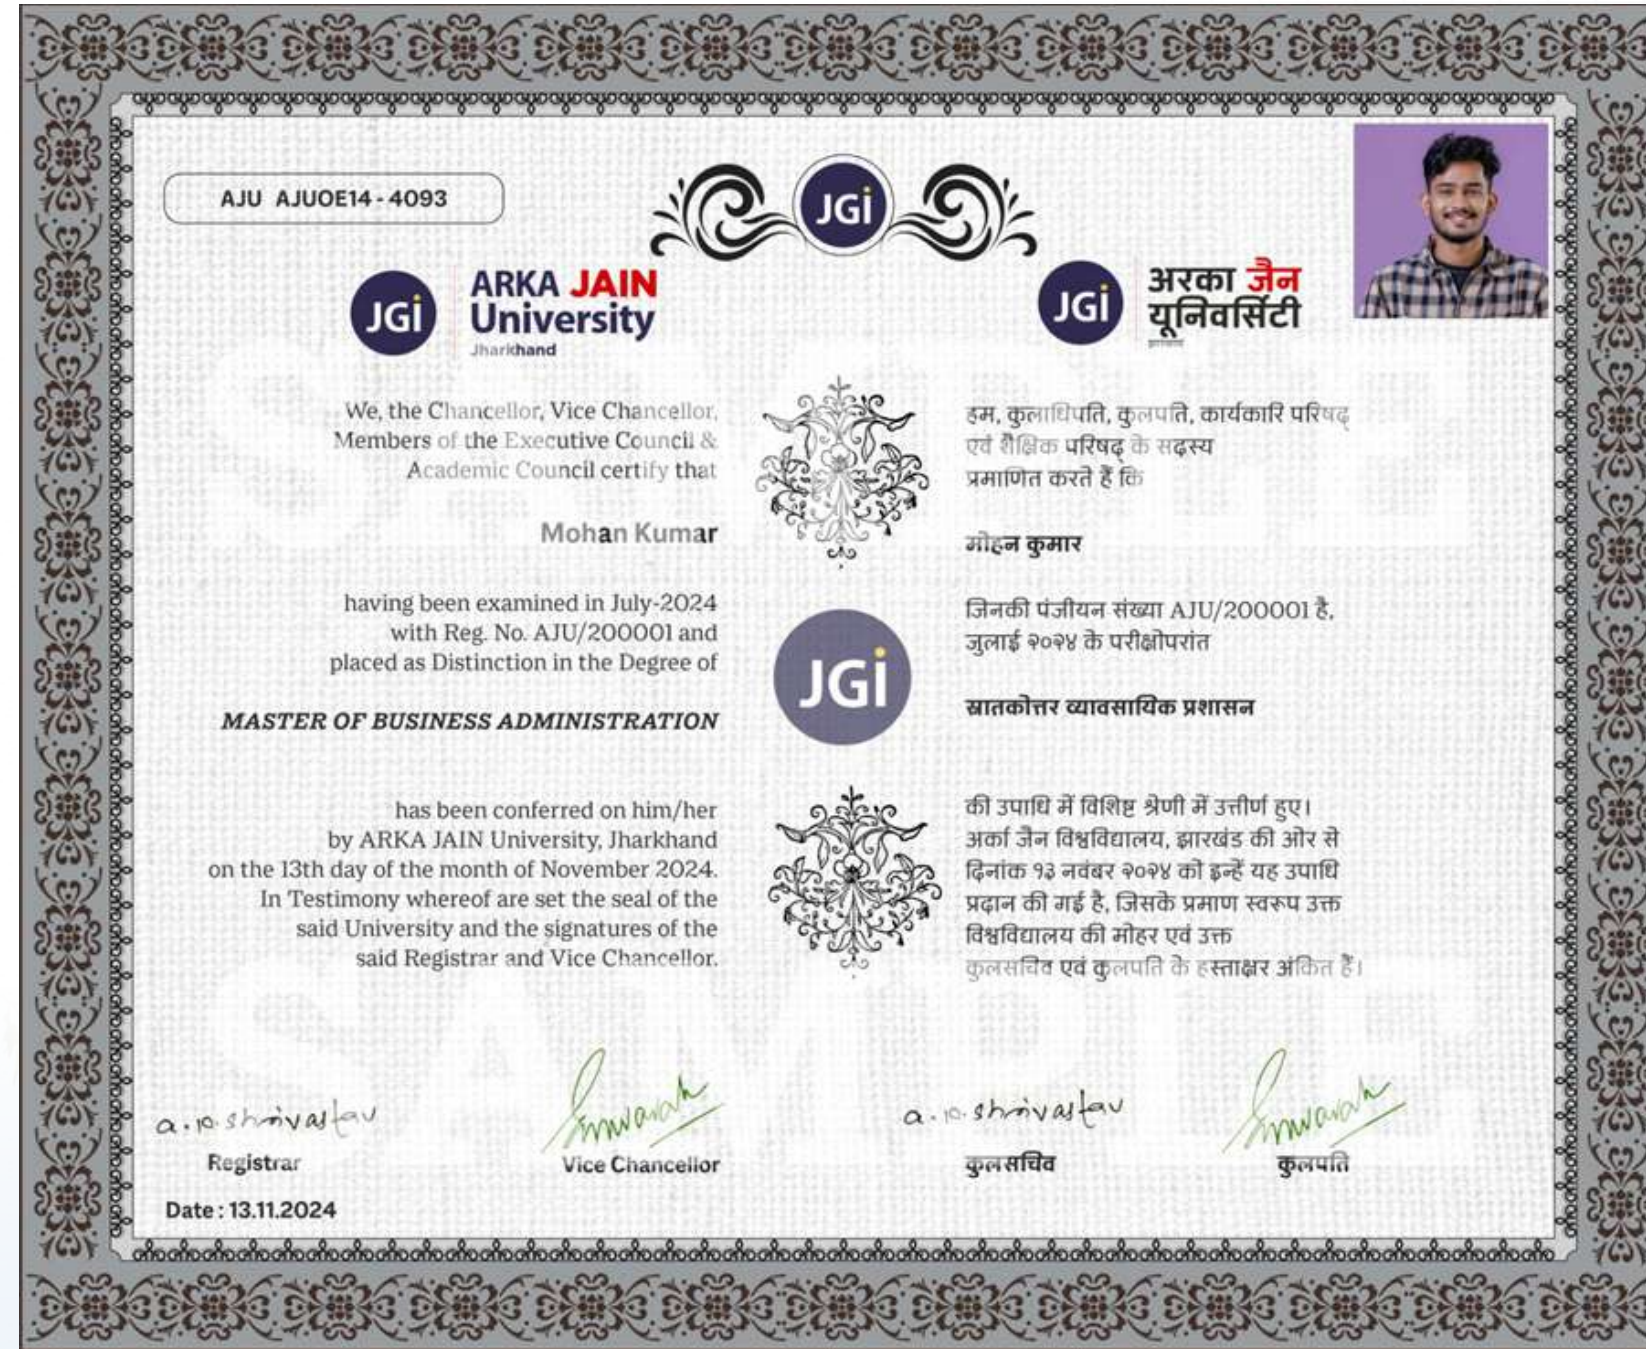 AJU AJUOE14 - 4093
JGi
JGi
ARKA JAIN
University
Jharkhand
JGi
अरका जैन
यूनिवर्सिटी
झारखंड
We, the Chancellor, Vice Chancellor,
Members of the Executive Council &
Academic Council certify that
Mohan Kumar
having been examined in July-2024
with Reg. No. AJU/200001 and
placed as Distinction in the Degree of
MASTER OF BUSINESS ADMINISTRATION
has been conferred on him/her
by ARKA JAIN University, Jharkhand
on the 13th day of the month of November 2024.
In Testimony whereof are set the seal of the
said University and the signatures of the
said Registrar and Vice Chancellor.
JGi
हम, कुलाधिपति, कुलपति, कार्यकारि परिषद्
एवं शैक्षिक परिषद् के सदस्य
प्रमाणित करते हैं कि
मोहन कुमार
जिनकी पंजीयन संख्या AJU/200001 है,
जुलाई २०२४ के परीक्षोपरांत
स्नातकोत्तर व्यावसायिक प्रशासन
की उपाधि में विशिष्ट श्रेणी में उत्तीर्ण हुए।
अर्का जैन विश्वविद्यालय, झारखंड की ओर से
दिनांक १३ नवंबर २०२४ को इन्हें यह उपाधि
प्रदान की गई है, जिसके प्रमाण स्वरूप उक्त
विश्वविद्यालय की मोहर एवं उक्त
कुलसचिव एवं कुलपति के हस्ताक्षर अंकित हैं।
SAMPLE
SAMPLE
a.p. shrivastav
Registrar
Vice Chancellor
a.p. shrivastav
कुलसचिव
कुलपति
Date : 13.11.2024